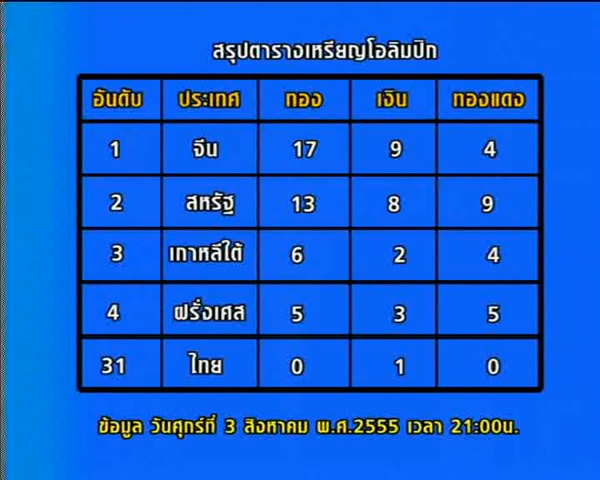 สรุปตารางเหรียญโอลิมปิก
อันดับ ประเทศ ทอง เงิน ทองแดง
1 จีน 17 9 4
2 สหรัฐ 13 8 9
3 เกาหลีใต้ 6 2 4
4 ฝรั่งเศส 5 3 5
31 ไทย 0 1 0
ข้อมูล วันศุกร์ที่ 3 สิงหาคม พ.ศ.2555 เวลา 21:00น.